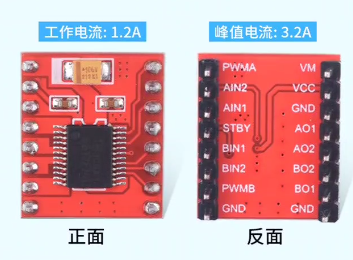 工作电流: 1.2A
峰值电流: 3.2A
PWMA VM
AIN2 VCC
AIN1 GND
STBY AO1
BIN1 AO2
BIN2 BO2
PWMB BO1
GND GND
正面
反面